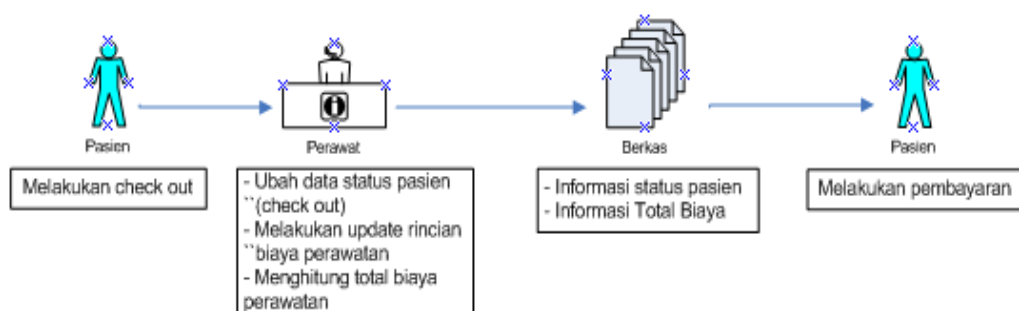 Pasien
Perawat
Berkas
Pasien
Melakukan check out
- Ubah data status pasien
``(check out)
- Melakukan update rincian
``biaya perawatan
- Menghitung total biaya
perawatan
- Informasi status pasien
- Informasi Total Biaya
Melakukan pembayaran